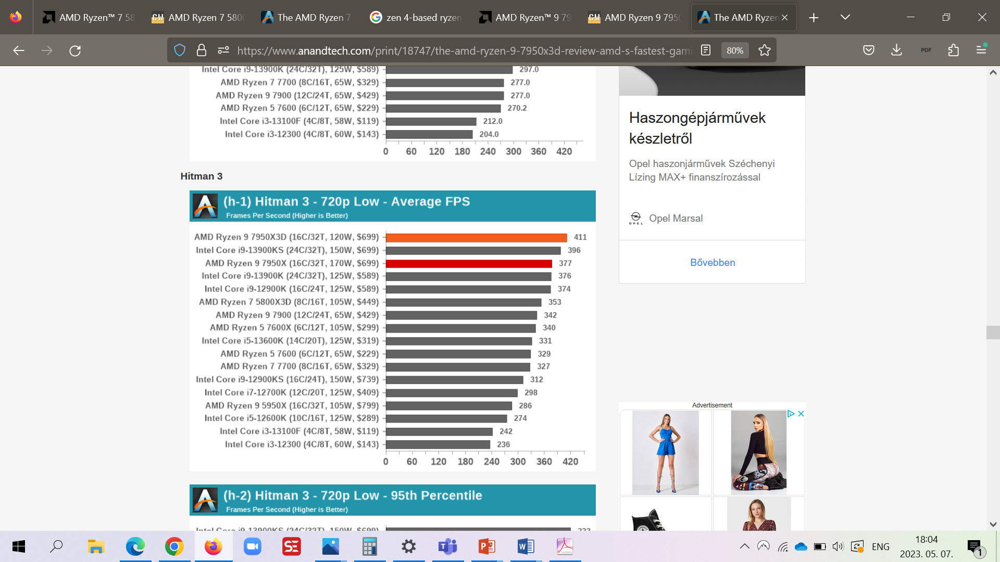 AMD Ryzen™ 7 58
AMD Ryzen 7 580
The AMD Ryzen 7
zen 4-based ryzen
AMD Ryzen™ 9 79
AMD Ryzen 9 795
The AMD Ryzen
https://www.anandtech.com/print/18747/the-amd-ryzen-9-7950x3d-review-amd-s-fastest-gami
80%
PDF
Intel Core i9-13900K (24C/32T), 125W, $589) 297.0
AMD Ryzen 7 7700 (8C/16T, 65W, $329) 277.0
AMD Ryzen 9 7900 (12C/24T, 65W, $429) 277.0
AMD Ryzen 5 7600 (6C/12T, 65W, $229) 270.2
Intel Core i3-13100F (4C/8T, 58W, $119) 212.0
Intel Core i3-12300 (4C/8T, 60W, $143) 204.0
0 60 120 180 240 300 360 420
Hitman 3
(h-1) Hitman 3 - 720p Low - Average FPS
Frames Per Second (Higher is Better)
AMD Ryzen 9 7950X3D (16C/32T, 120W, $699) 411
Intel Core i9-13900KS (24C/32T), 150W, $699) 396
AMD Ryzen 9 7950X (16C/32T, 170W, $699) 377
Intel Core i9-13900K (24C/32T), 125W, $589) 376
Intel Core i9-12900K (16C/24T, 125W, $589) 374
AMD Ryzen 7 5800X3D (8C/16T, 105W, $449) 353
AMD Ryzen 9 7900 (12C/24T, 65W, $429) 342
AMD Ryzen 5 7600X (6C/12T, 105W, $299) 340
Intel Core i5-13600K (14C/20T), 125W, $319) 331
AMD Ryzen 5 7600 (6C/12T, 65W, $229) 329
AMD Ryzen 7 7700 (8C/16T, 65W, $329) 327
Intel Core i9-12900KS (16C/24T), 150W, $739) 312
Intel Core i7-12700K (12C/20T, 125W, $409) 298
AMD Ryzen 9 5950X (16C/32T, 105W, $799) 286
Intel Core i5-12600K (10C/16T, 125W, $289) 274
Intel Core i3-13100F (4C/8T, 58W, $119) 242
Intel Core i3-12300 (4C/8T, 60W, $143) 236
0 60 120 180 240 300 360 420
(h-2) Hitman 3 - 720p Low - 95th Percentile
Frames Per Second (Higher is Better)
Intel Core i9-13900KS (24C/32T), 150W, $699)
Haszongépjárművek
készletről
Opel haszonjárművek Széchenyi
Lízing MAX+ finanszírozással
OPEL
Opel Marsal
Bővebben
Advertisement
ENG
18:04
2023. 05. 07.
1